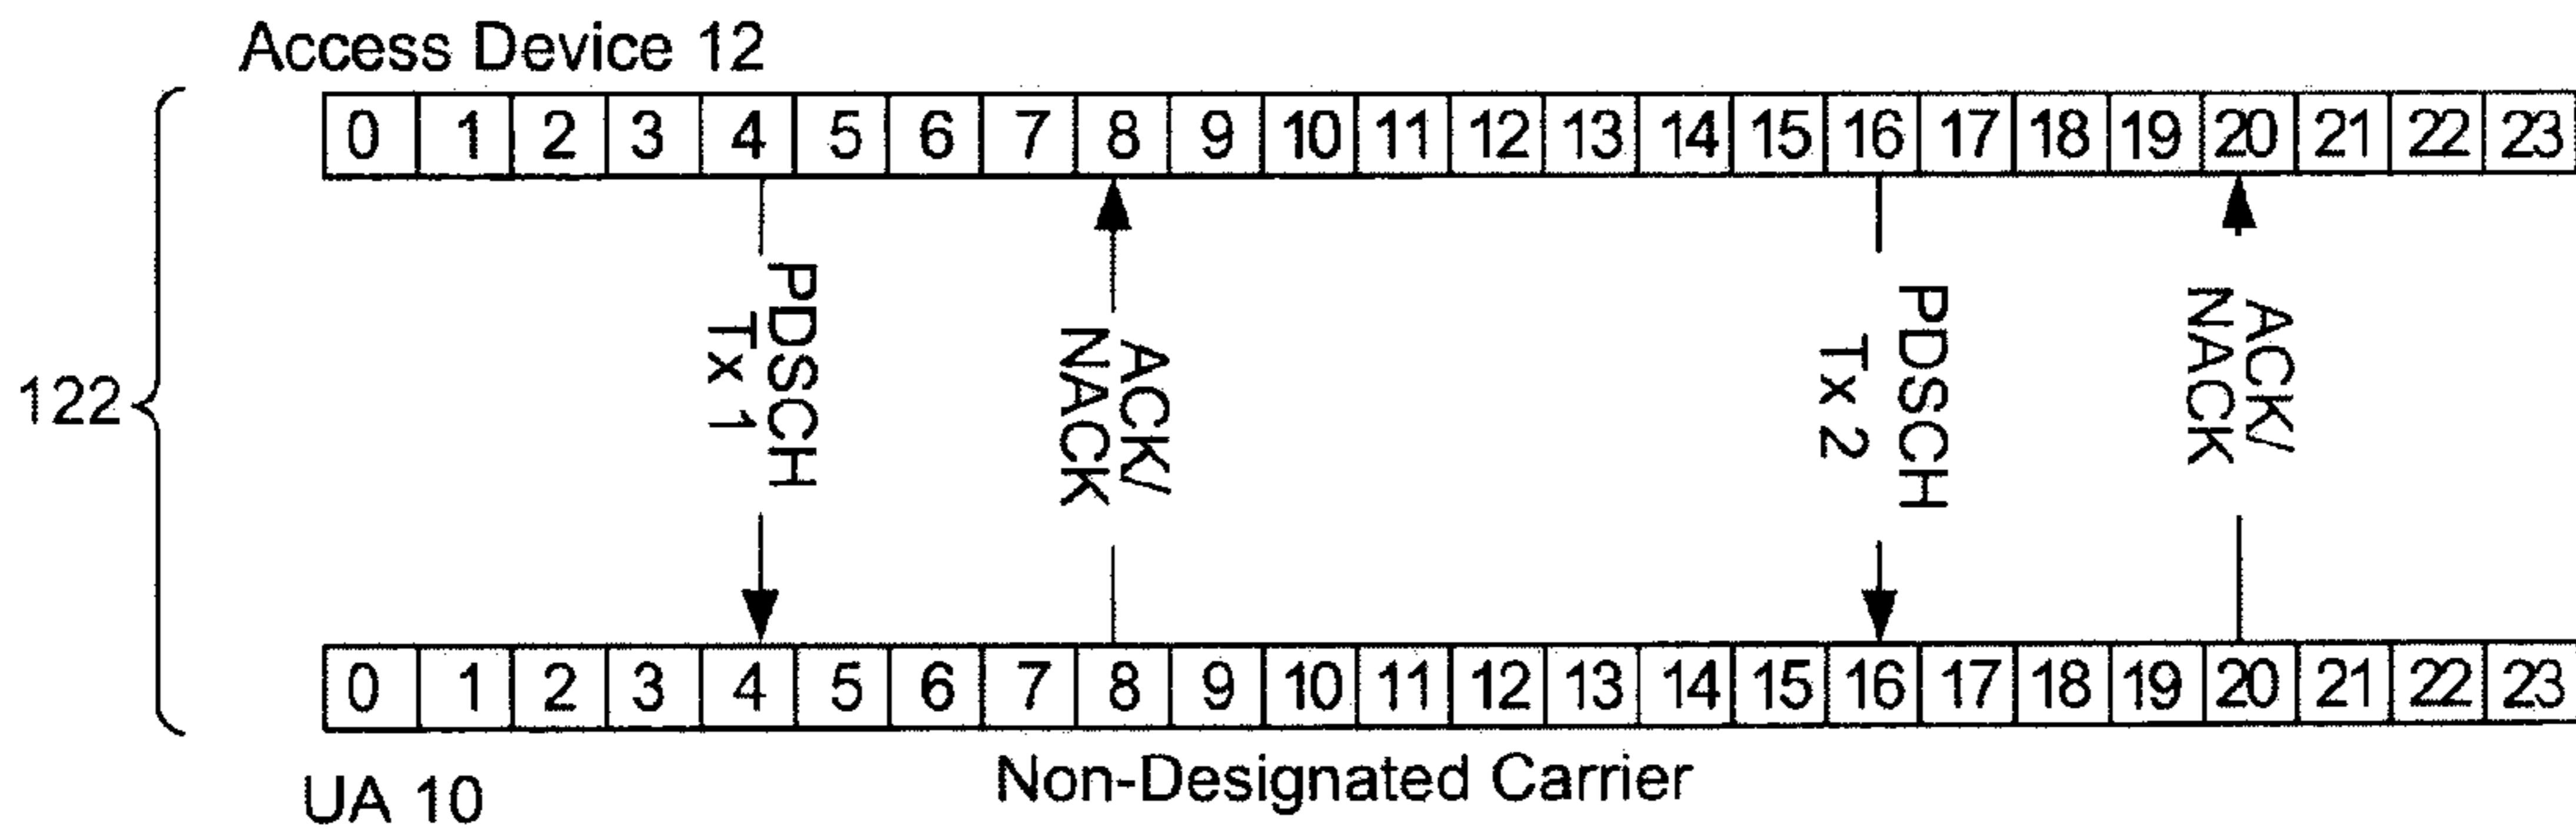 Access Device 12
0 1 2 3 4 5 6 7 8 9 10 11 12 13 14 15 16 17 18 19 20 21 22 23
122
PDSCH
Tx 1
ACK/
NACK
PDSCH
Tx 2
ACK/
NACK
0 1 2 3 4 5 6 7 8 9 10 11 12 13 14 15 16 17 18 19 20 21 22 23
UA 10
Non-Designated Carrier